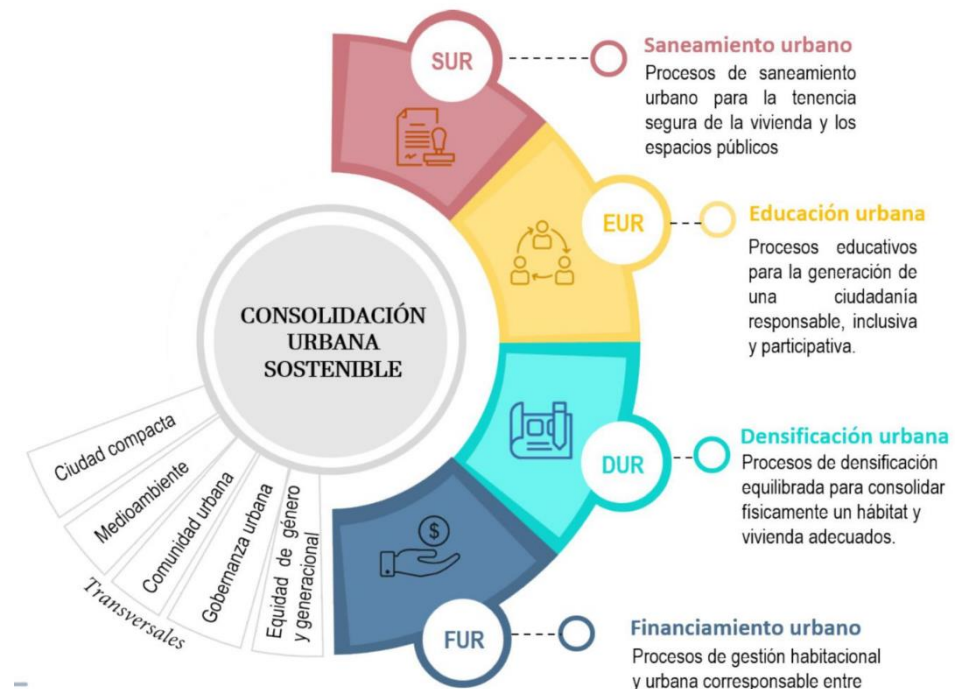 SUR
Saneamiento urbano
Procesos de saneamiento
urbano para la tenencia
segura de la vivienda y los
espacios públicos
EUR
Educación urbana
Procesos educativos
para la generación de
una ciudadanía
responsable, inclusiva
y participativa.
CONSOLIDACIÓN
URBANA
SOSTENIBLE
DUR
Densificación urbana
Procesos de densificación
equilibrada para consolidar
físicamente un hábitat y
vivienda adecuados.
$
FUR
Financiamiento urbano
Procesos de gestión habitacional
y urbana corresponsable entre
Ciudad compacta
Medioambiente
Comunidad urbana
Gobernanza urbana
Equidad de género
y generacional
Transversales